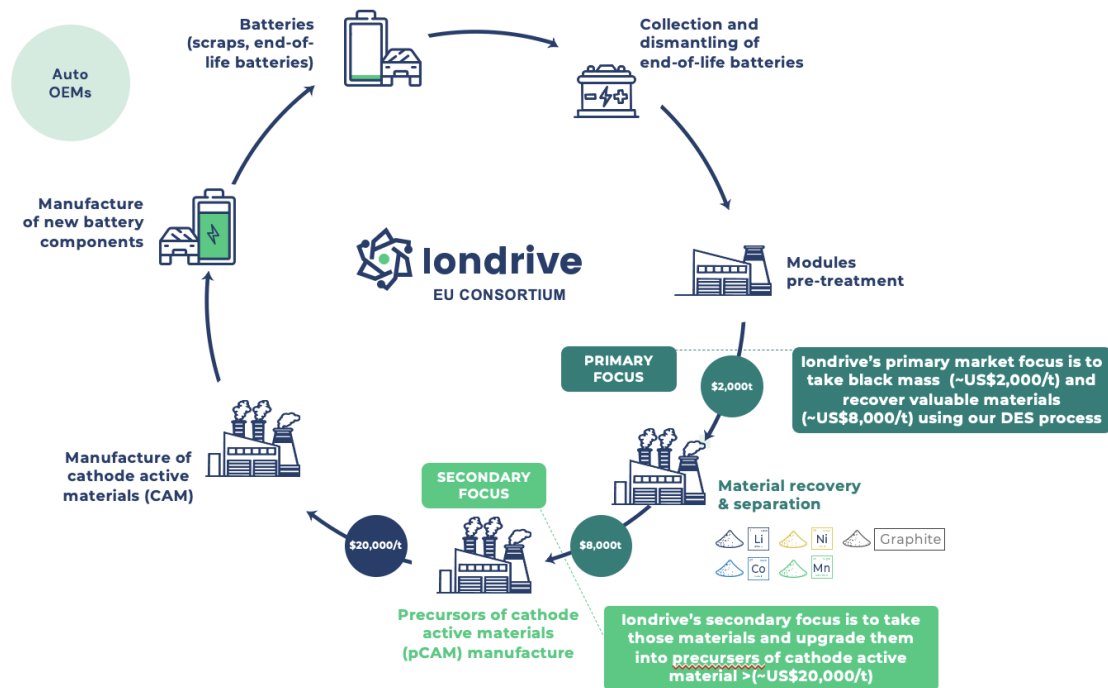 Auto
OEMs
Batteries
(scraps, end-of-
life batteries)
Collection and
dismantling of
end-of-life batteries
Manufacture
of new battery
components
Iondrive
EU CONSORTIUM
Modules
pre-treatment
PRIMARY
FOCUS
$2,000t
Iondrive's primary market focus is to
take black mass (~US$2,000/t) and
recover valuable materials
(~US$8,000/t) using our DES process
Manufacture of
cathode active
materials (CAM)
SECONDARY
FOCUS
Material recovery
& separation
Li
Ni
Graphite
Co
Mn
$20,000/t
$8,000t
Precursors of cathode
active materials
(pCAM) manufacture
Iondrive's secondary focus is to take
those materials and upgrade them
into precursers of cathode active
material >(~US$20,000/t)